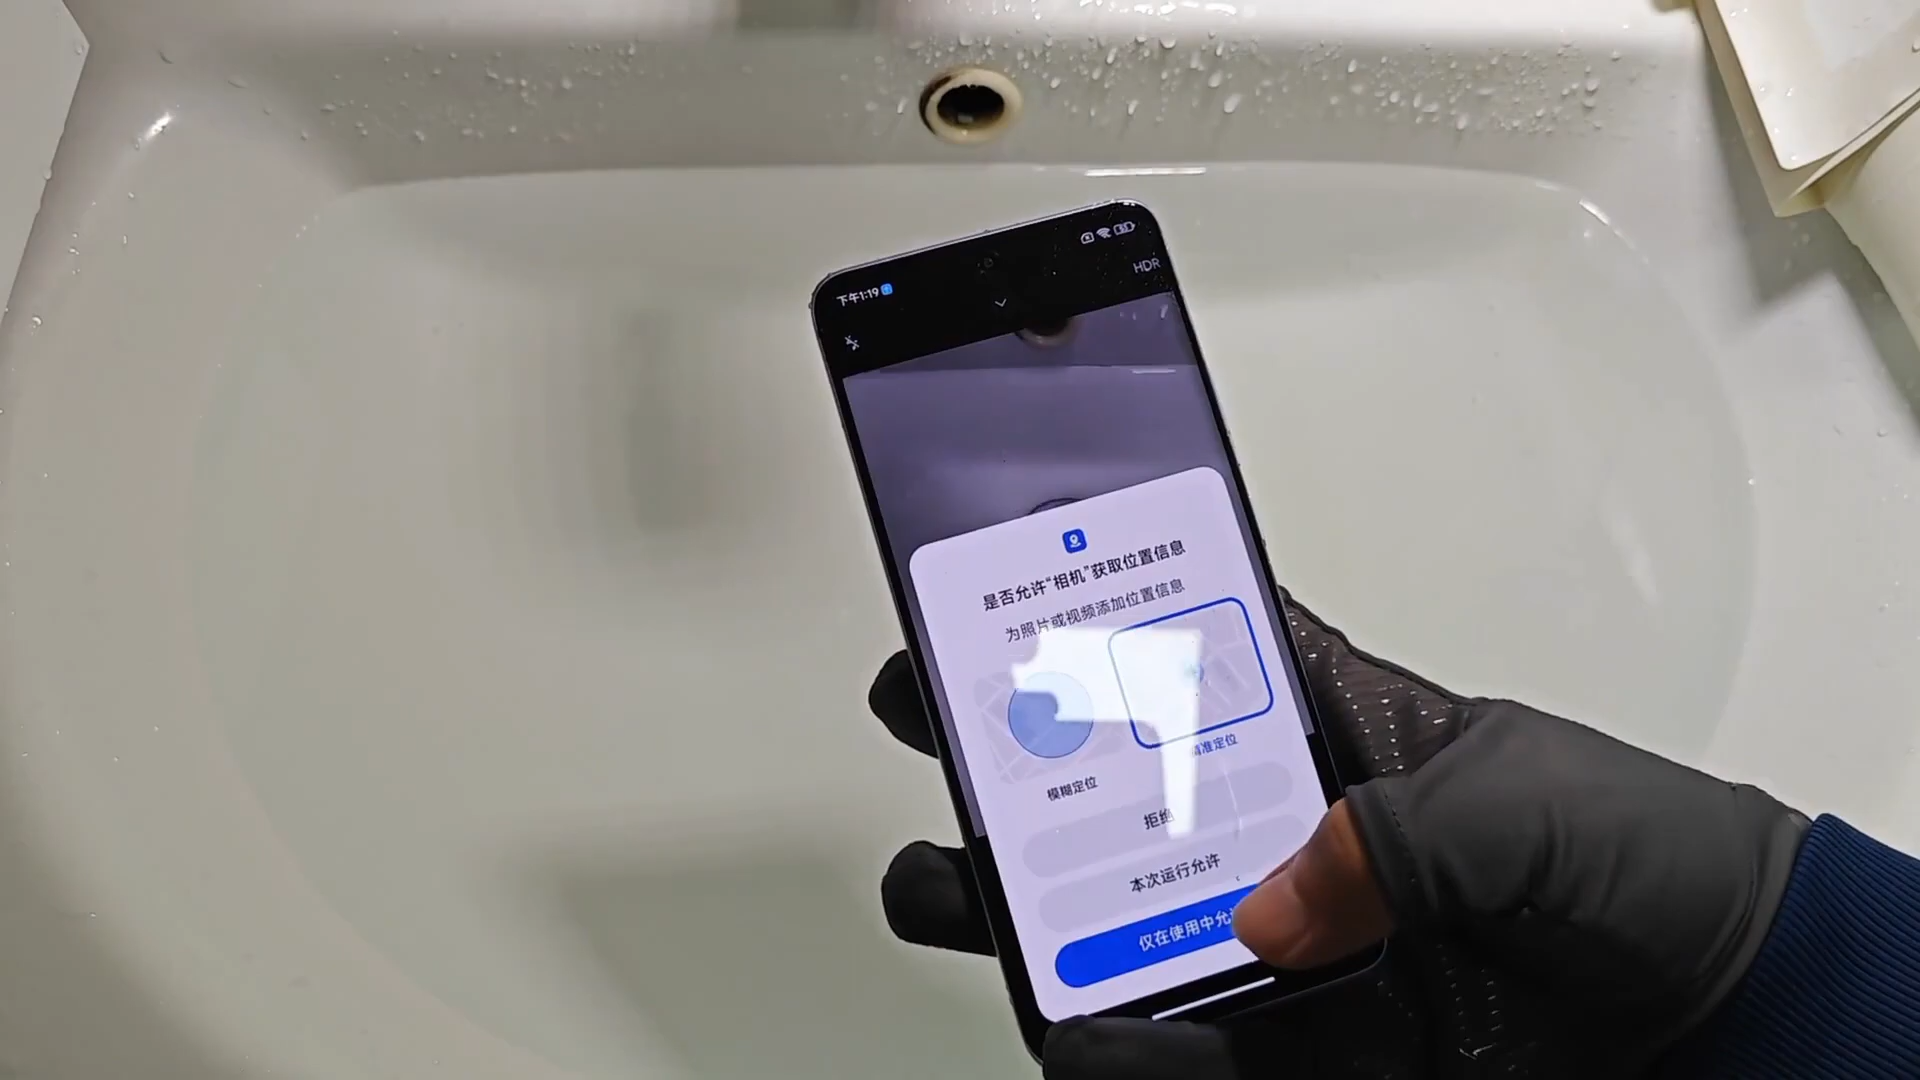 下午1:19
HDR
是否允许“相机”获取位置信息
为照片或视频添加位置信息
模糊定位
精准定位
拒绝
本次运行允许
仅在使用中允